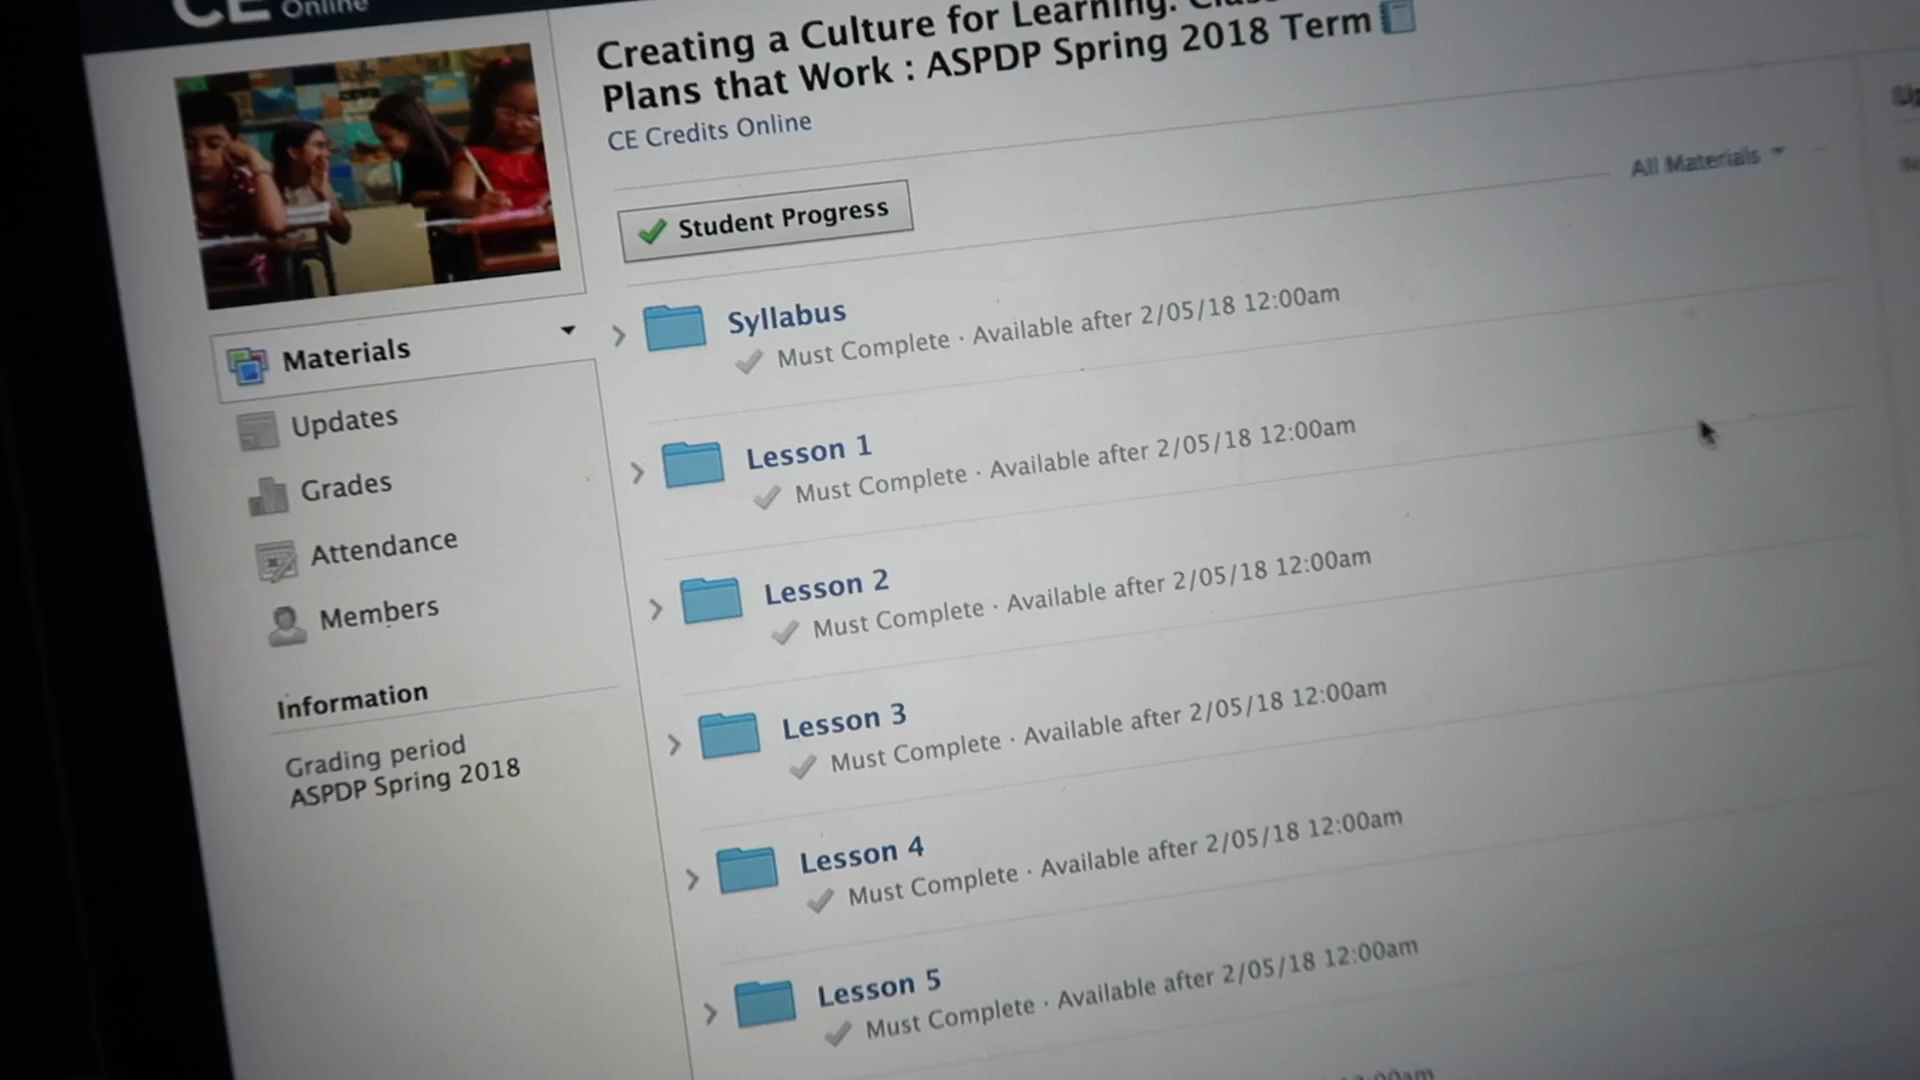 CE Online
Creating a Culture for Learning:
Plans that Work : ASPDP Spring 2018 Term
CE Credits Online
All Materials
Student Progress
Materials
Updates
Grades
Attendance
Members
Information
Grading period
ASPDP Spring 2018
Syllabus
Must Complete · Available after 2/05/18 12:00am
Lesson 1
Must Complete · Available after 2/05/18 12:00am
Lesson 2
Must Complete · Available after 2/05/18 12:00am
Lesson 3
Must Complete · Available after 2/05/18 12:00am
Lesson 4
Must Complete · Available after 2/05/18 12:00am
Lesson 5
Must Complete · Available after 2/05/18 12:00am